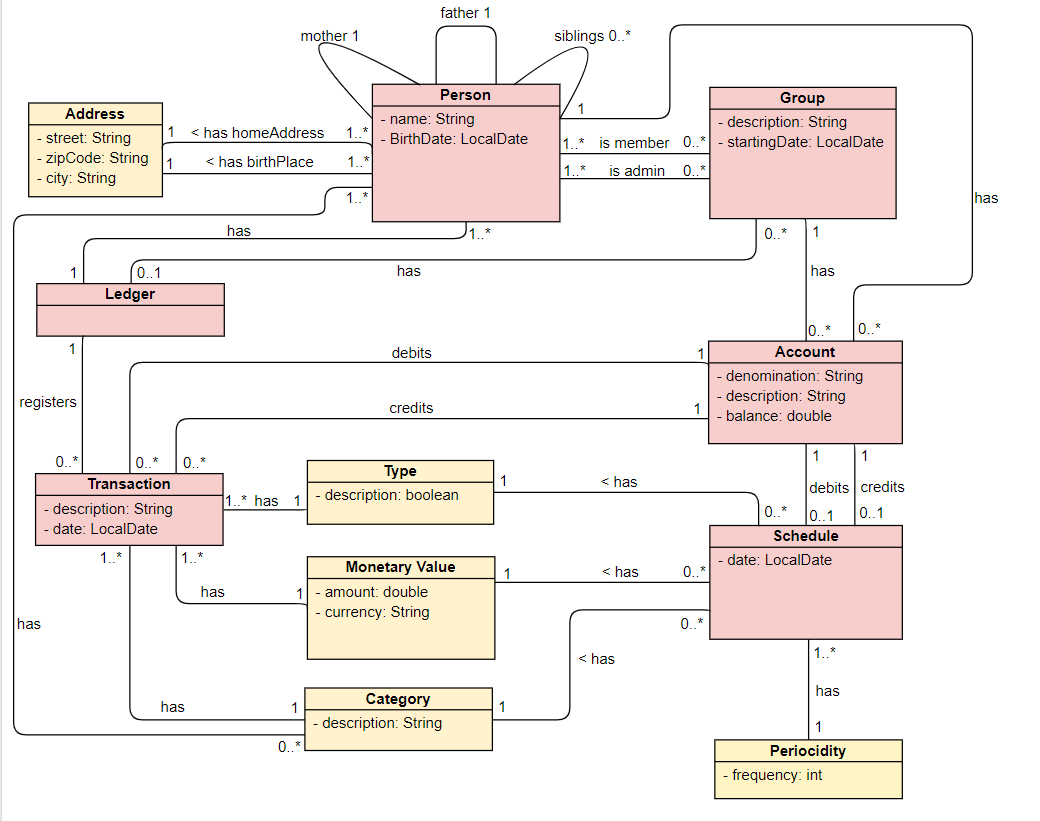 father 1
mother 1
siblings 0..*
Person
- name: String
- BirthDate: LocalDate
Group
- description: String
- startingDate: LocalDate
Address
- street: String
- zipCode: String
- city: String
1 < has homeAddress 1..*
1 < has birthPlace 1..*
1..*
1
1..* is member 0..*
1..* is admin 0..*
has
has
1..*
1
0..1
has
0..*
1
has
0..*
0..*
Ledger
1
registers
0..*
debits
1
0..*
credits
1
0..*
Account
- denomination: String
- description: String
- balance: double
1
debits
0..1
1
credits
0..1
Transaction
- description: String
- date: LocalDate
1..* has 1
Type
- description: boolean
1
< has
0..*
Schedule
- date: LocalDate
1..*
1..*
has
1
Monetary Value
- amount: double
- currency: String
1
< has
0..*
0..*
< has
has
has
1
0..*
Category
- description: String
1
1..*
has
1
Periocidity
- frequency: int